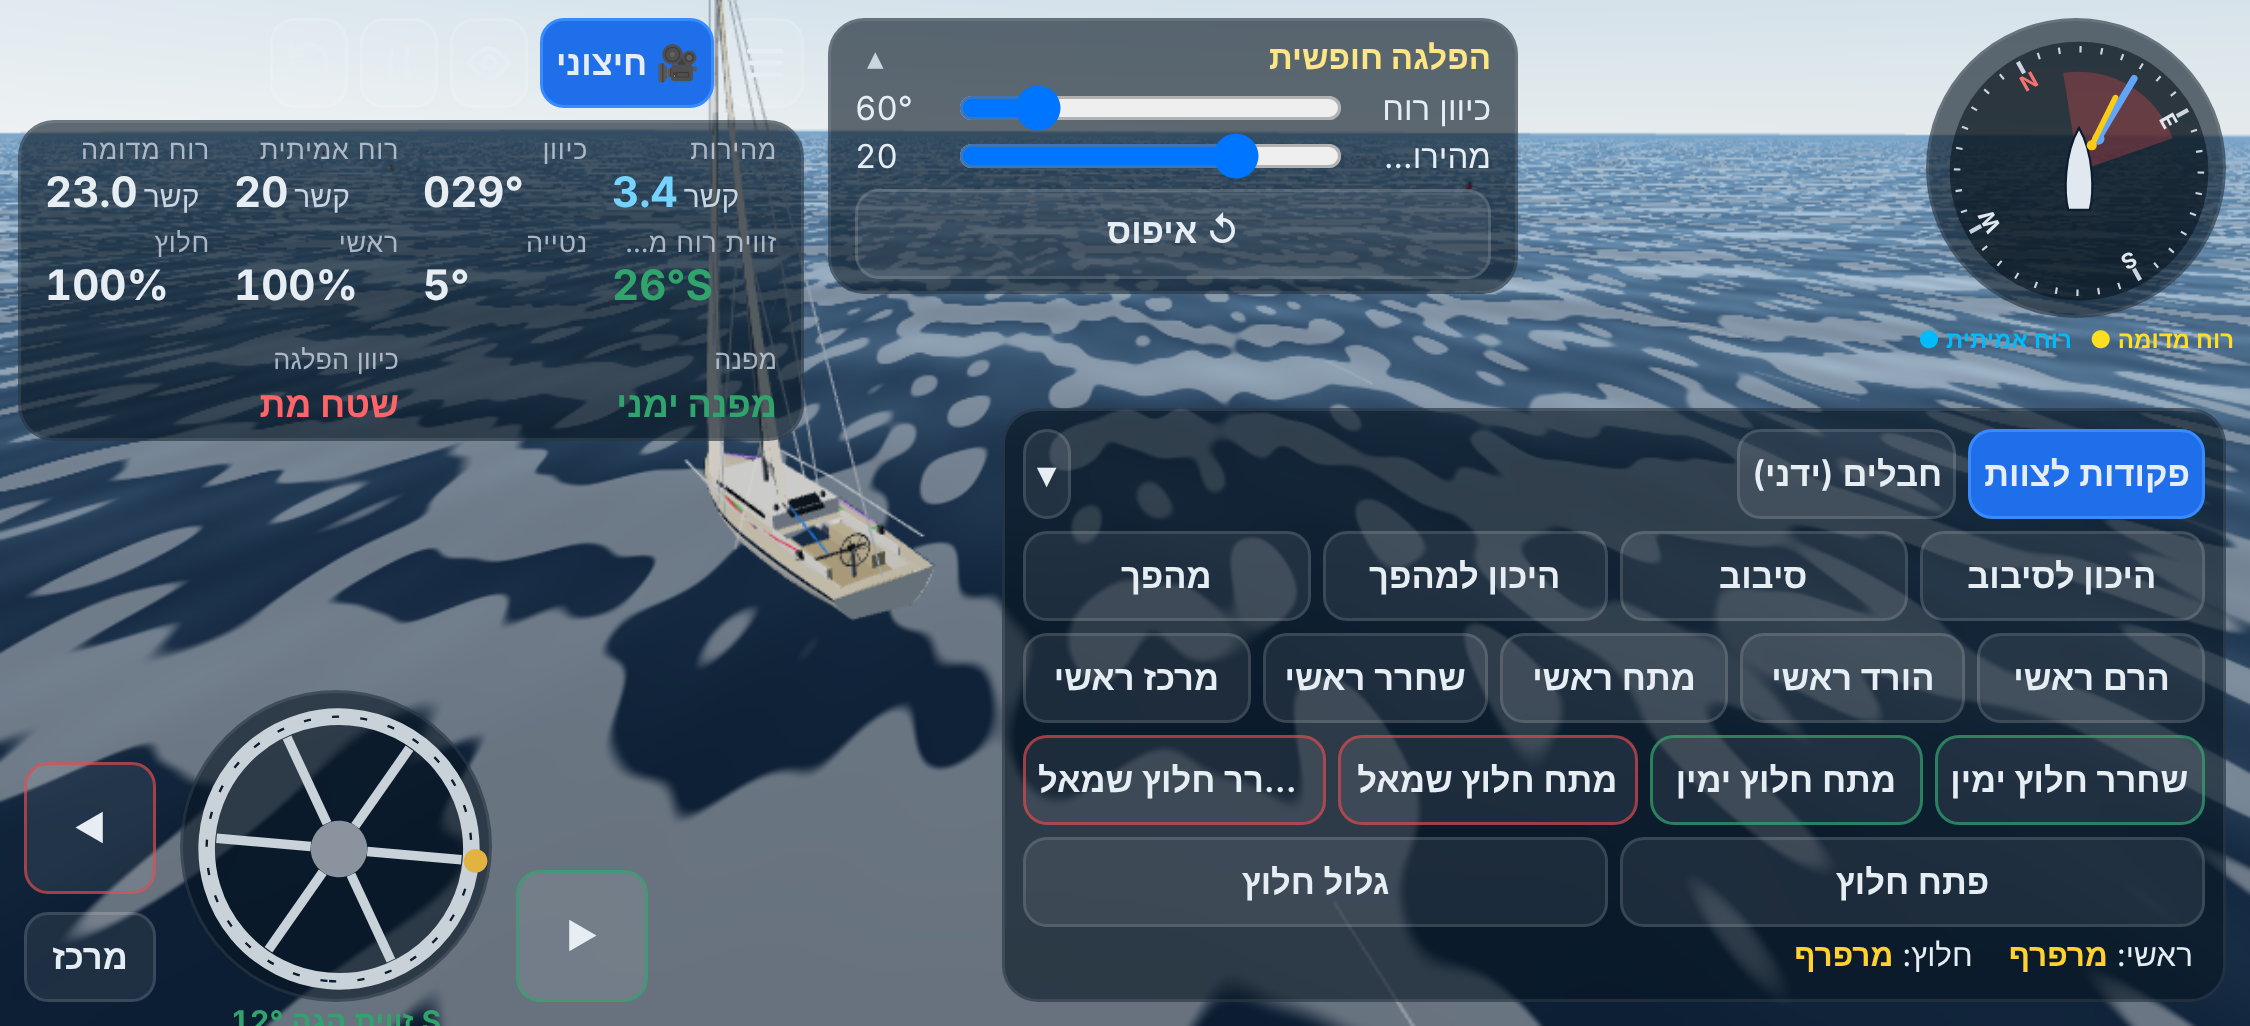 🎥 חיצוני
מהירות
3.4 קשר
כיוון
029°
רוח אמיתית
20 קשר
רוח מדומה
23.0 קשר
זווית רוח מ...
26°S
נטייה
5°
ראשי
100%
חלוץ
100%
מפנה
מפנה ימני
כיוון הפלגה
שטח מת
הפלגה חופשית ▲
כיוון רוח 60°
מהירו... 20
איפוס
N
E
S
W
רוח מדומה רוח אמיתית
פקודות לצוות חבלים (ידני) ▼
היכון לסיבוב סיבוב היכון למהפך מהפך
הרם ראשי הורד ראשי מתח ראשי שחרר ראשי מרכז ראשי
שחרר חלוץ ימין מתח חלוץ ימין מתח חלוץ שמאל ...רר חלוץ שמאל
פתח חלוץ גלול חלוץ
ראשי: מרפרף חלוץ: מרפרף
מרכז
זווית הגה 12° S